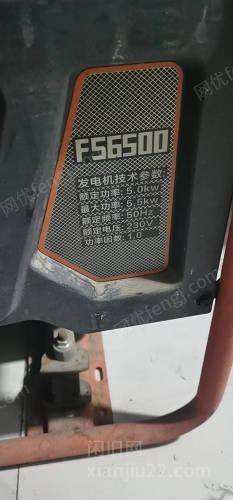 FS6500
发电机技术参数
额定功率: 5.0kw
最大功率: 5.5kw
额定频率: 50Hz
额定电压: 230V
功率因数: 1.0
闲旧网
xianjiu22.com